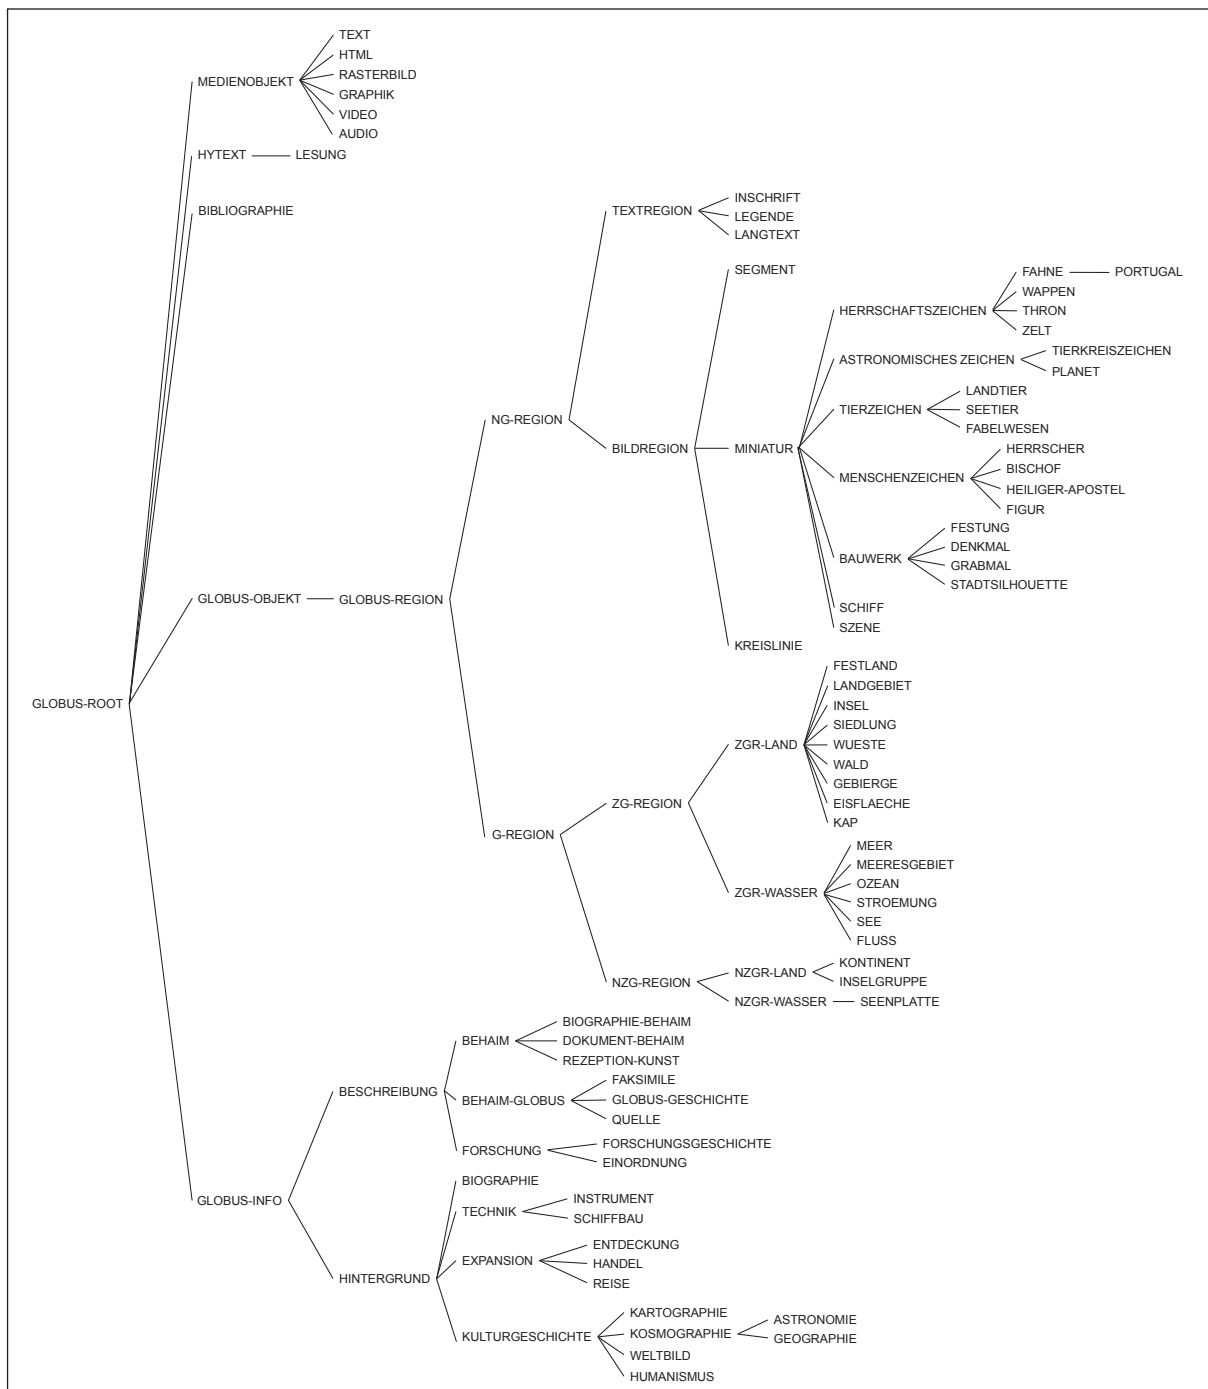 TEXT
HTML
RASTERBILD
MEDIENOBJEKT
GRAPHIK
VIDEO
AUDIO
HYTEXT
LESUNG
BIBLIOGRAPHIE
TEXTREGION
INSCHRIFT
LEGENDE
LANGTEXT
SEGMENT
FAHNE
PORTUGAL
WAPPEN
HERRSCHAFTSZEICHEN
THRON
ZELT
ASTRONOMISCHES ZEICHEN
TIERKREISZEICHEN
PLANET
LANDTIER
TIERZEICHEN
SEETIER
FABELWESEN
NG-REGION
BILDREGION
MINIATUR
HERRSCHER
BISCHOF
MENSCHENZEICHEN
HEILIGER-APOSTEL
FIGUR
FESTUNG
DENKMAL
BAUWERK
GRABMAL
STADTSILHOUETTE
GLOBUS-OBJEKT
GLOBUS-REGION
SCHIFF
SZENE
KREISLINIE
FESTLAND
LANDGEBIET
GLOBUS-ROOT
INSEL
SIEDLUNG
ZGR-LAND
WUESTE
WALD
GEBIERGE
ZG-REGION
EISFLAECHE
KAP
G-REGION
MEER
MEERESGEBIET
OZEAN
ZGR-WASSER
STROEMUNG
SEE
FLUSS
NZG-REGION
NZGR-LAND
KONTINENT
INSELGRUPPE
NZGR-WASSER
SEENPLATTE
BIOGRAPHIE-BEHAIM
BEHAIM
DOKUMENT-BEHAIM
REZEPTION-KUNST
BESCHREIBUNG
FAKSIMILE
BEHAIM-GLOBUS
GLOBUS-GESCHICHTE
QUELLE
FORSCHUNG
FORSCHUNGSGESCHICHTE
EINORDNUNG
GLOBUS-INFO
BIOGRAPHIE
TECHNIK
INSTRUMENT
SCHIFFBAU
HINTERGRUND
EXPANSION
ENTDECKUNG
HANDEL
REISE
KULTURGESCHICHTE
KARTOGRAPHIE
KOSMOGRAPHIE
ASTRONOMIE
GEOGRAPHIE
WELTBILD
HUMANISMUS